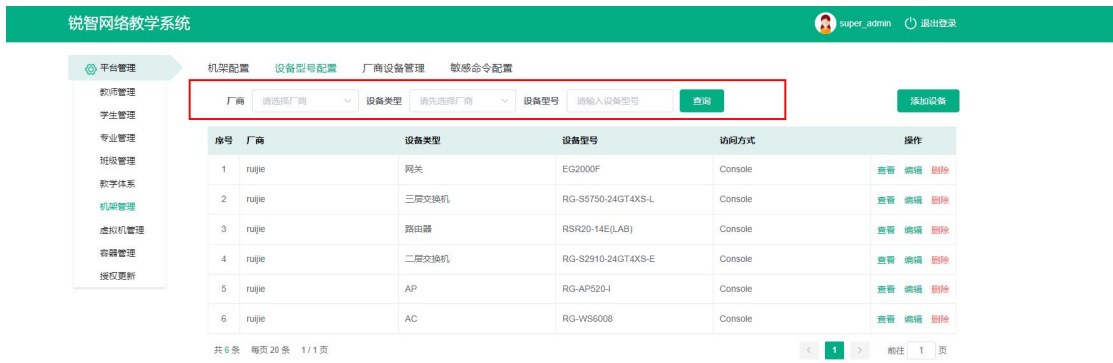 锐智网络教学系统 super_admin 退出登录
平台管理
教师管理
学生管理
专业管理
班级管理
教学体系
机架管理
虚拟机管理
容器管理
授权更新
机架配置 设备型号配置 厂商设备管理 敏感命令配置
厂商 请选择厂商 设备类型 请先选择厂商 设备型号 请输入设备型号 查询 添加设备
序号 厂商 设备类型 设备型号 访问方式 操作
1 ruijie 网关 EG2000F Console 查看 编辑 删除
2 ruijie 三层交换机 RG-S5750-24GT4XS-L Console 查看 编辑 删除
3 ruijie 路由器 RSR20-14E(LAB) Console 查看 编辑 删除
4 ruijie 二层交换机 RG-S2910-24GT4XS-E Console 查看 编辑 删除
5 ruijie AP RG-AP520-I Console 查看 编辑 删除
6 ruijie AC RG-WS6008 Console 查看 编辑 删除
共 6 条 每页 20 条 1 / 1 页 < 1 > 前往 1 页